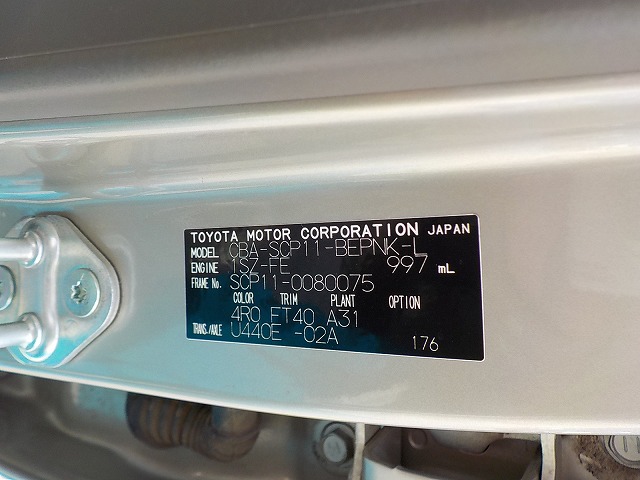 TOYOTA MOTOR CORPORATION JAPAN
MODEL CBA-SCP11-BEPNK-L
ENGINE 1SZ-FE 997 mL
FRAME No. SCP11-0080075
COLOR TRIM PLANT OPTION
4R0 FT40 A31
TRANS./AXLE U440E -02A
176